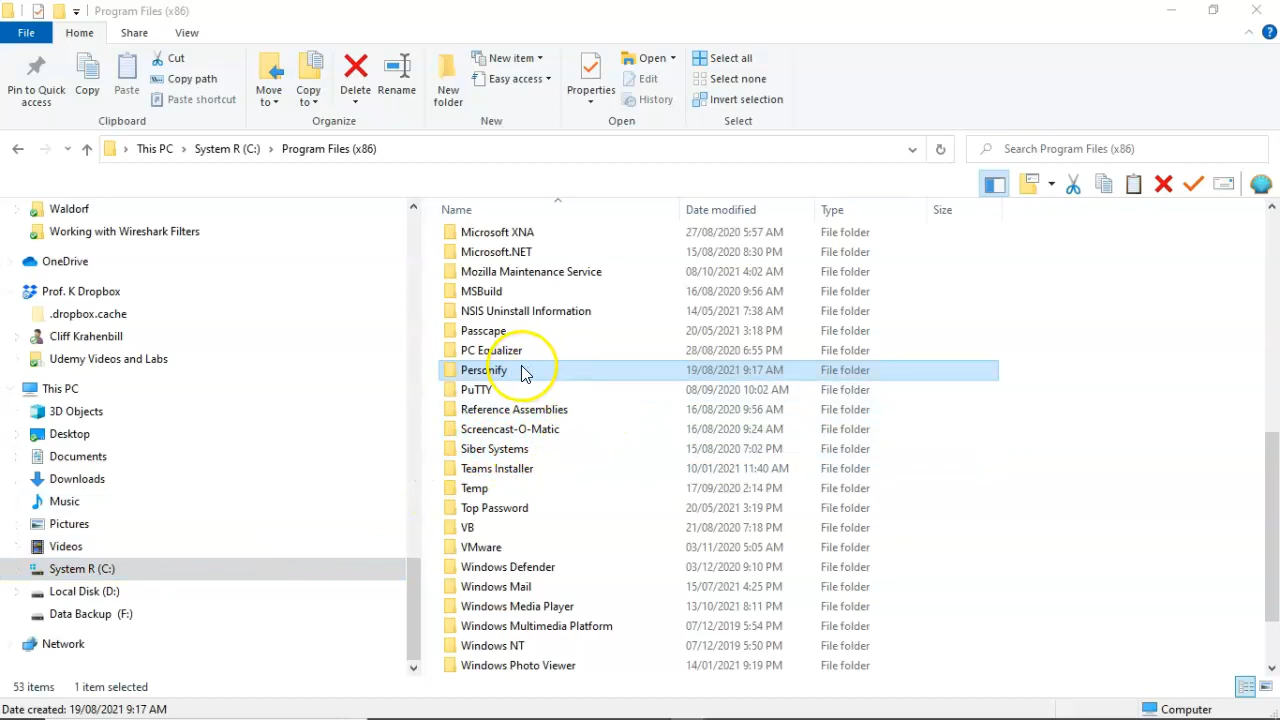 Program Files (x86)
File Home Share View
Pin to Quick access
Copy
Paste
Cut
Copy path
Paste shortcut
Clipboard
Move to
Copy to
Delete
Rename
Organize
New folder
New item
Easy access
New
Properties
Open
Edit
History
Open
Select all
Select none
Invert selection
Select
This PC > System R (C:) > Program Files (x86)
Search Program Files (x86)
Waldorf
Working with Wireshark Filters
OneDrive
Prof. K Dropbox
.dropbox.cache
Cliff Krahenbill
Udemy Videos and Labs
This PC
3D Objects
Desktop
Documents
Downloads
Music
Pictures
Videos
System R (C:)
Local Disk (D:)
Data Backup (F:)
Network
Name Date modified Type Size
Microsoft XNA 27/08/2020 5:57 AM File folder
Microsoft.NET 15/08/2020 8:30 PM File folder
Mozilla Maintenance Service 08/10/2021 4:02 AM File folder
MSBuild 16/08/2020 9:56 AM File folder
NSIS Uninstall Information 14/05/2021 7:38 AM File folder
Passcape 20/05/2021 3:18 PM File folder
PC Equalizer 28/08/2020 6:55 PM File folder
Personify 19/08/2021 9:17 AM File folder
PuTTY 08/09/2020 10:02 AM File folder
Reference Assemblies 16/08/2020 9:56 AM File folder
Screencast-O-Matic 16/08/2020 9:24 AM File folder
Siber Systems 15/08/2020 7:02 PM File folder
Teams Installer 10/01/2021 11:40 AM File folder
Temp 17/09/2020 2:14 PM File folder
Top Password 20/05/2021 3:19 PM File folder
VB 21/08/2020 7:18 PM File folder
VMware 03/11/2020 5:05 AM File folder
Windows Defender 03/12/2020 9:10 PM File folder
Windows Mail 15/07/2021 4:25 PM File folder
Windows Media Player 13/10/2021 8:11 PM File folder
Windows Multimedia Platform 07/12/2019 5:54 PM File folder
Windows NT 07/12/2019 5:50 PM File folder
Windows Photo Viewer 14/01/2021 9:19 PM File folder
53 items 1 item selected
Date created: 19/08/2021 9:17 AM
Computer